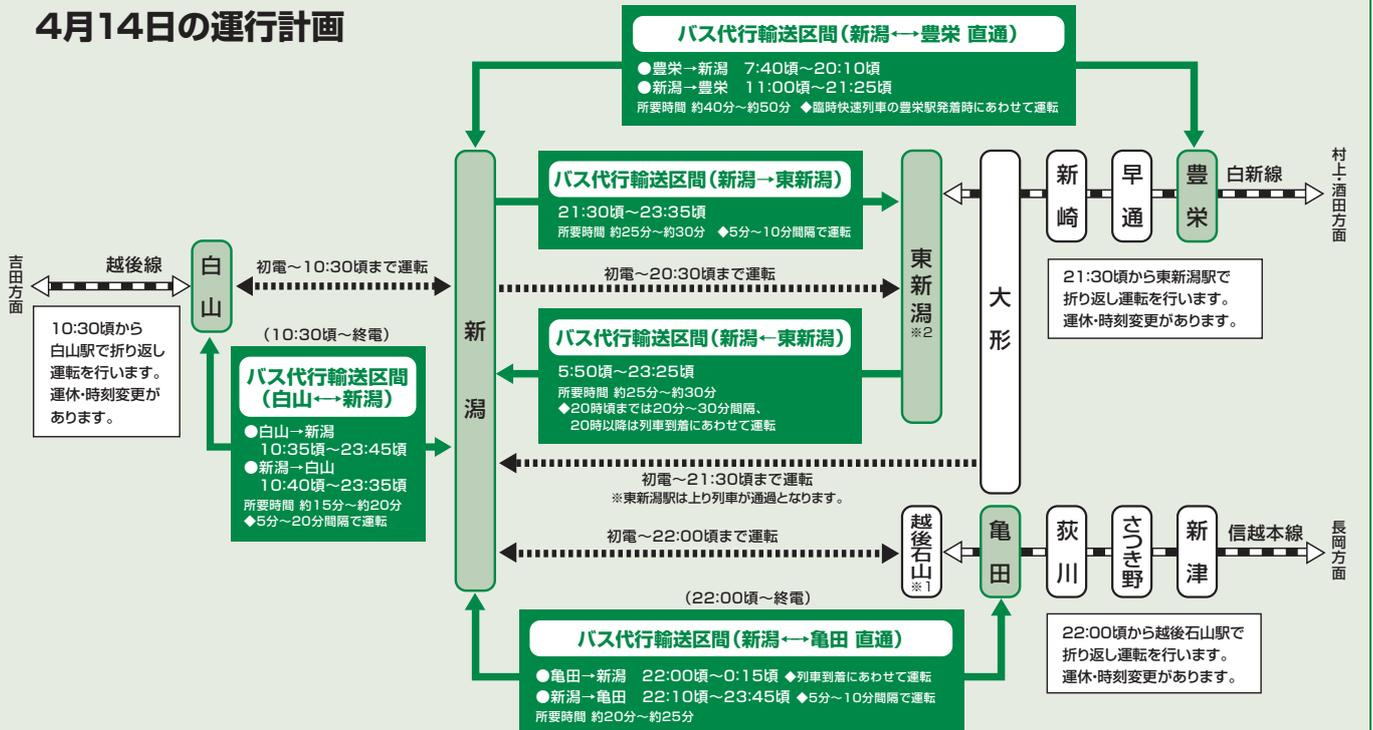 4月14日の運行計画
バス代行輸送区間（新潟←→豊栄 直通）
●豊栄→新潟　7:40頃～20:10頃
●新潟→豊栄　11:00頃～21:25頃
所要時間 約40分～約50分　◆臨時快速列車の豊栄駅発着時にあわせて運転
バス代行輸送区間（新潟→東新潟）
21:30頃～23:35頃
所要時間 約25分～約30分　◆5分～10分間隔で運転
新崎
早通
豊栄
白新線
村上・酒田方面
吉田方面
越後線
白山
初電～10:30頃まで運転
新潟
初電～20:30頃まで運転
東新潟※2
大形
21:30頃から東新潟駅で
折り返し運転を行います。
運休・時刻変更があります。
10:30頃から
白山駅で折り返し
運転を行います。
運休・時刻変更が
あります。
（10:30頃～終電）
バス代行輸送区間
（白山←→新潟）
●白山→新潟
10:35頃～23:45頃
●新潟→白山
10:40頃～23:35頃
所要時間 約15分～約20分
◆5分～20分間隔で運転
バス代行輸送区間（新潟←東新潟）
5:50頃～23:25頃
所要時間 約25分～約30分
◆20時頃までは20分～30分間隔、
20時以降は列車到着にあわせて運転
初電～21:30頃まで運転
※東新潟駅は上り列車が通過となります。
初電～22:00頃まで運転
越後石山※1
亀田
荻川
さつき野
新津
信越本線
長岡方面
（22:00頃～終電）
バス代行輸送区間（新潟←→亀田 直通）
●亀田→新潟　22:00頃～0:15頃 ◆列車到着にあわせて運転
●新潟→亀田　22:10頃～23:45頃 ◆5分～10分間隔で運転
所要時間 約20分～約25分
22:00頃から越後石山駅で
折り返し運転を行います。
運休・時刻変更があります。